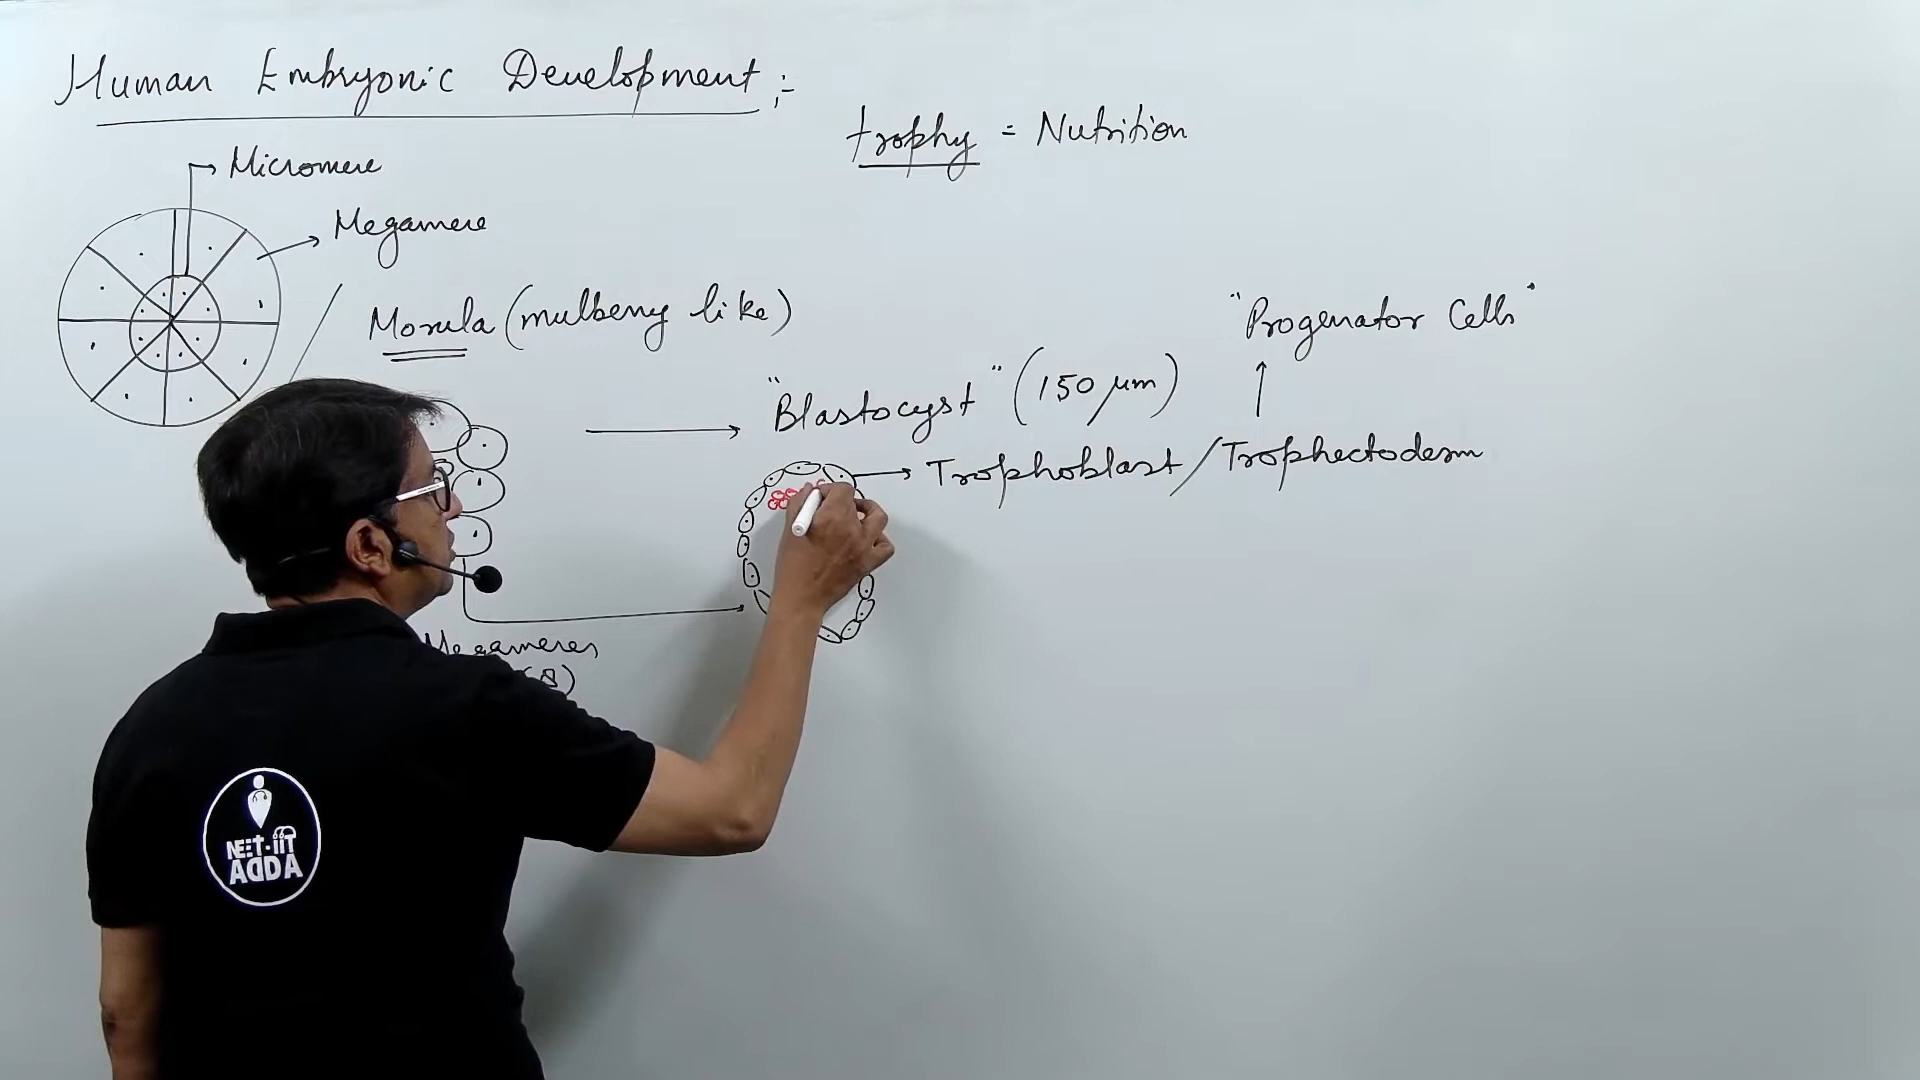 Human Embryonic Development :-
trophy = Nutrition
Micromere
Megamere
Morula (mulberry like)
"Progenator Cells"
"Blastocyst" (150 µm)
Trophoblast / Trophectoderm
Megameres
(8)
NEET-IIT
ADDA